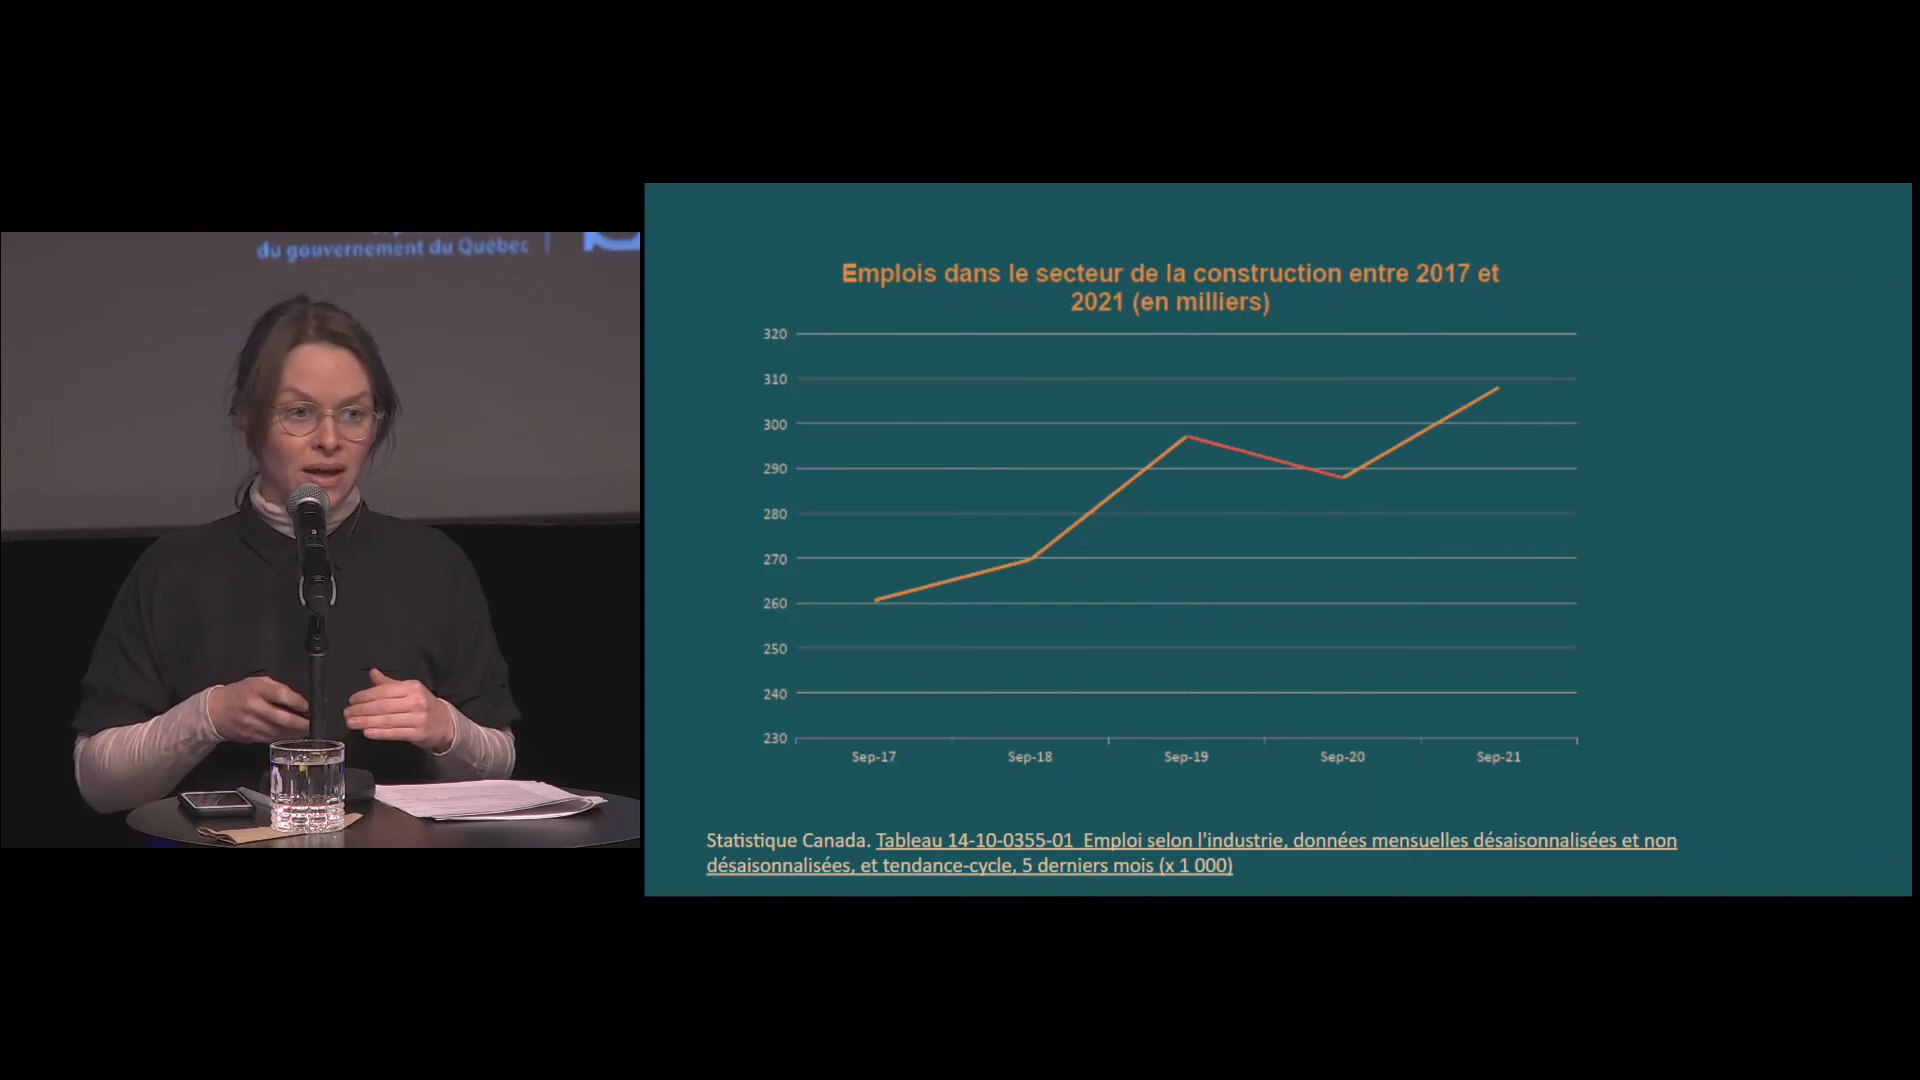 du gouvernement du Québec
Emplois dans le secteur de la construction entre 2017 et
2021 (en milliers)
320
310
300
290
280
270
260
250
240
230
Sep-17 Sep-18 Sep-19 Sep-20 Sep-21
Statistique Canada. Tableau 14-10-0355-01 Emploi selon l'industrie, données mensuelles désaisonnalisées et non
désaisonnalisées, et tendance-cycle, 5 derniers mois (x 1 000)